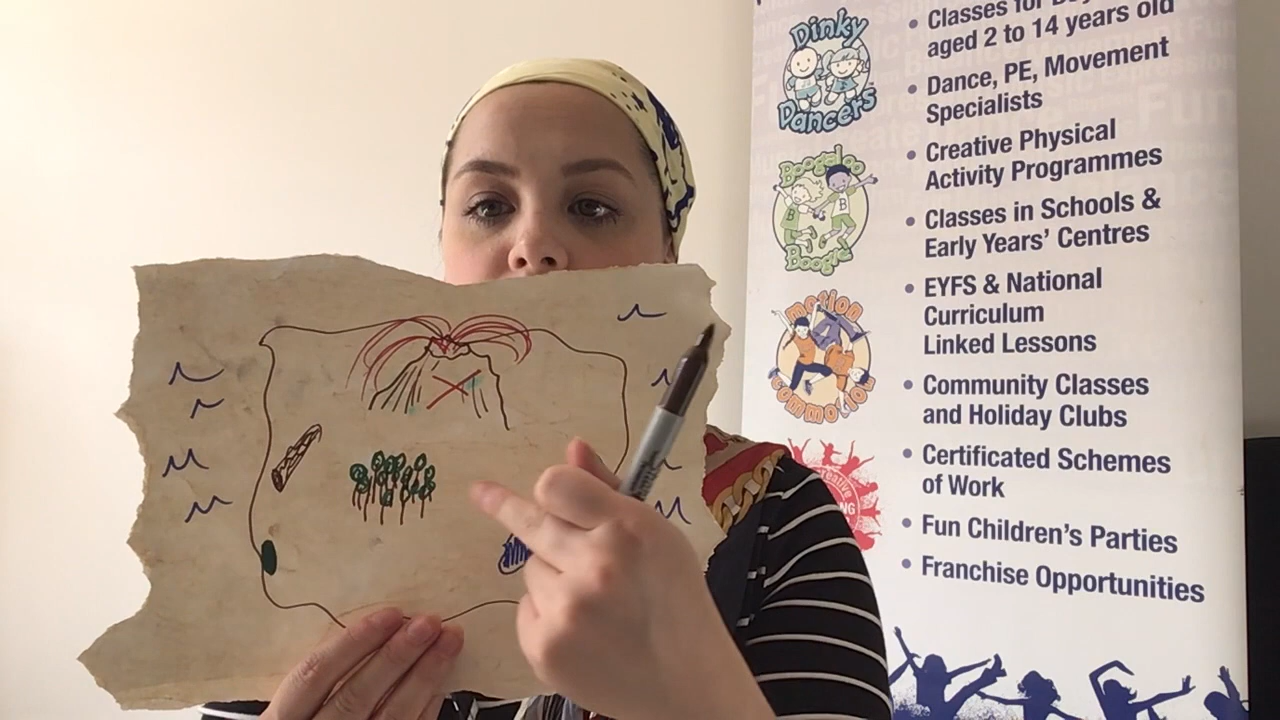 Dinky
Dancers
Boogaloo
Boogie
motion
commotion
Creative
• Classes for
aged 2 to 14 years old
• Dance, PE, Movement
Specialists
• Creative Physical
Activity Programmes
• Classes in Schools &
Early Years’ Centres
• EYFS & National
Curriculum
Linked Lessons
• Community Classes
and Holiday Clubs
• Certificated Schemes
of Work
• Fun Children’s Parties
• Franchise Opportunities